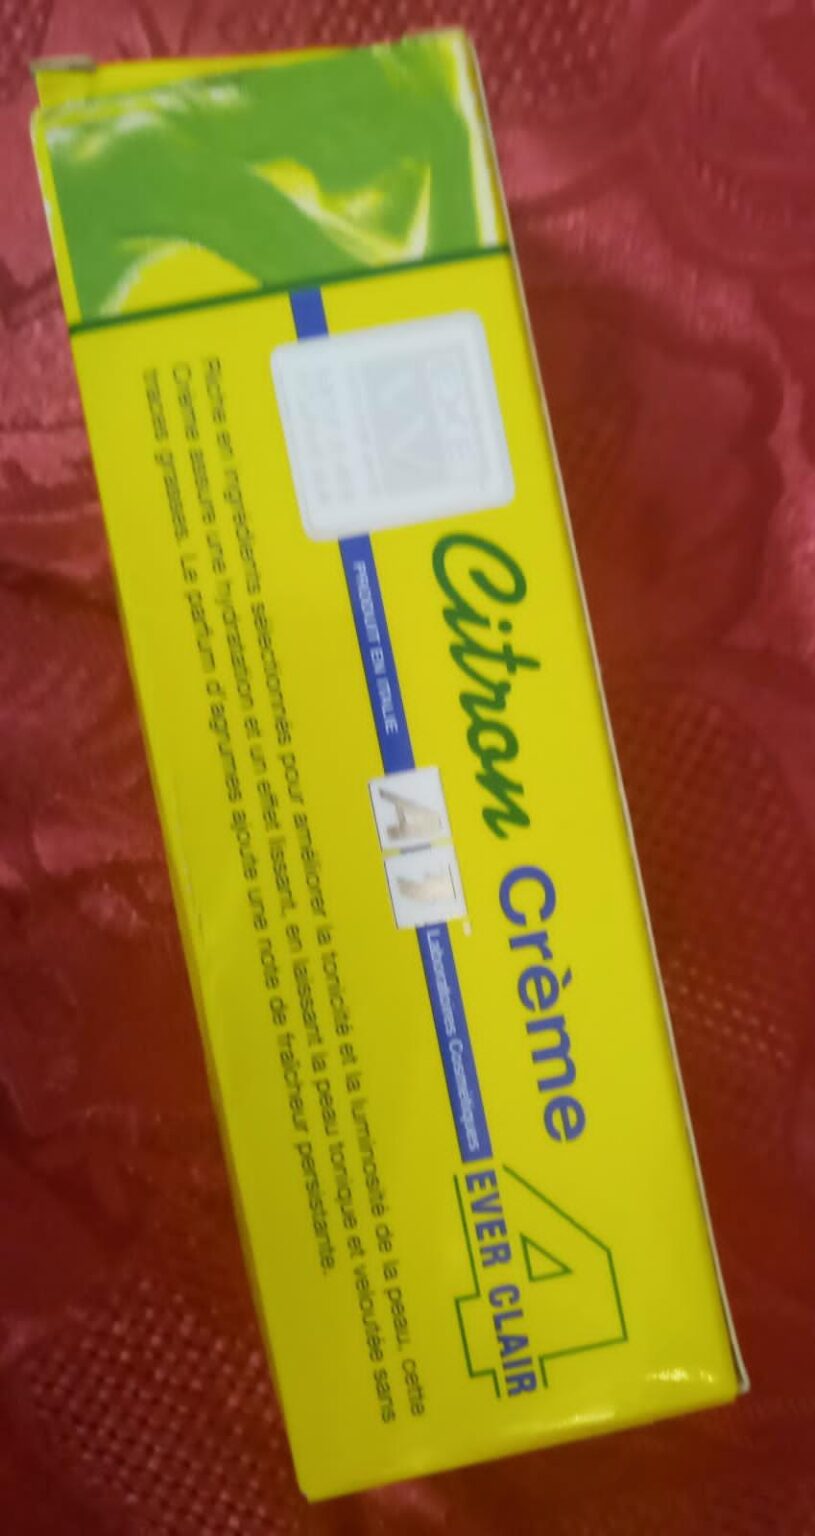 Citron Crème
4
EVER CLAIR
PRODUIT EN ITALIE
Laboratoires Cosmétiques
Riche en ingrédients sélectionnés pour améliorer la tonicité et la luminosité de la peau, cette
Crème assure une hydratation et un effet lissant, en laissant la peau tonique et veloutée sans
traces grasses. Le parfum d'agrumes ajoute une note de fraîcheur persistante.